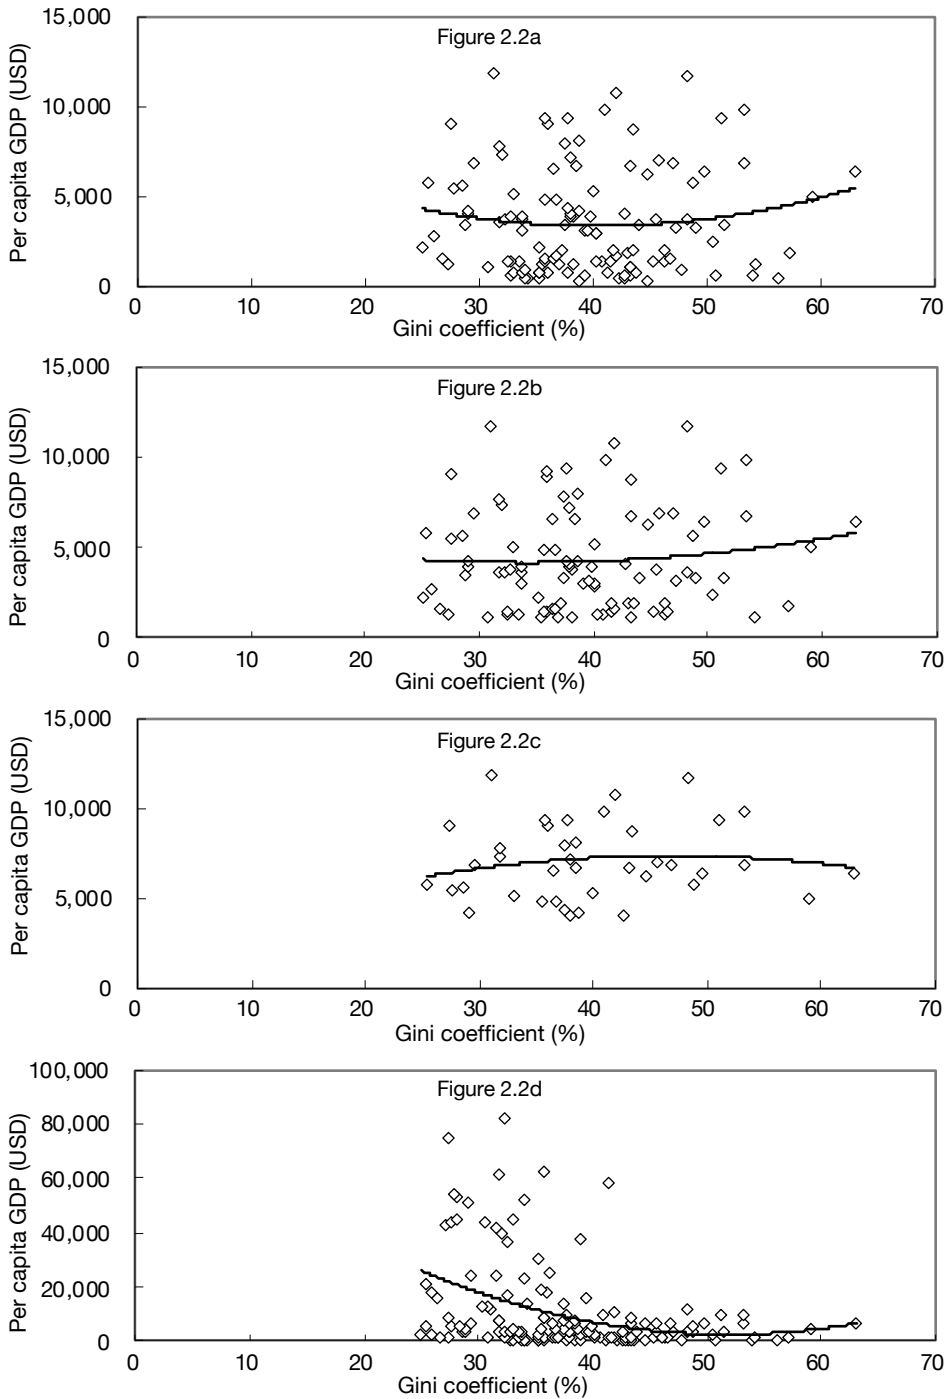 15,000
Figure 2.2a
10,000
5,000
0
0 10 20 30 40 50 60 70
Gini coefficient (%)
Per capita GDP (USD)
15,000
Figure 2.2b
10,000
5,000
0
0 10 20 30 40 50 60 70
Gini coefficient (%)
Per capita GDP (USD)
15,000
Figure 2.2c
10,000
5,000
0
0 10 20 30 40 50 60 70
Gini coefficient (%)
Per capita GDP (USD)
100,000
Figure 2.2d
80,000
60,000
40,000
20,000
0
0 10 20 30 40 50 60 70
Gini coefficient (%)
Per capita GDP (USD)